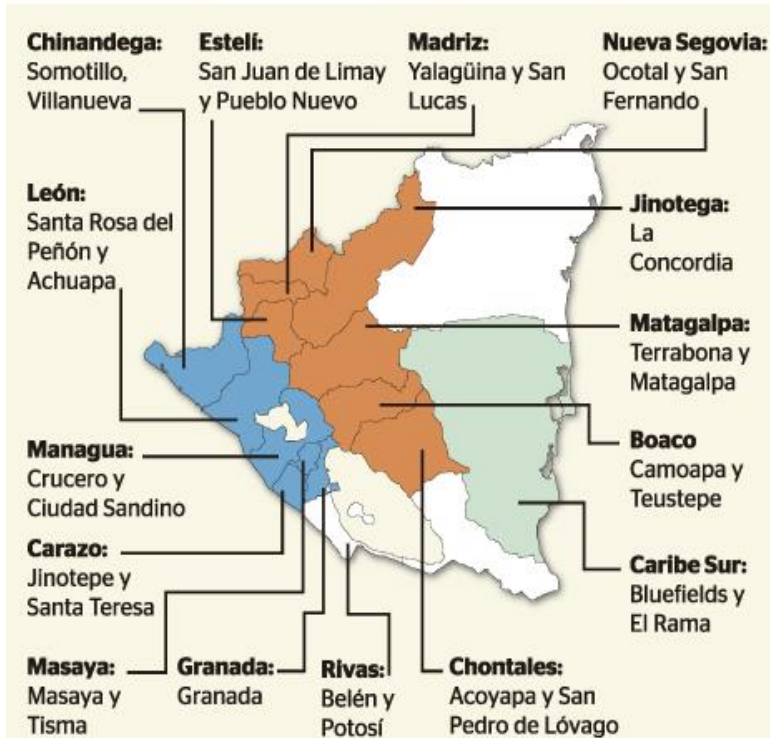 Chinandega:
Somotillo,
Villanueva
Estelí:
San Juan de Limay
y Pueblo Nuevo
Madriz:
Yalagüina y San
Lucas
Nueva Segovia:
Ocotal y San
Fernando
León:
Santa Rosa del
Peñón y
Achuapa
Jinotega:
La
Concordia
Matagalpa:
Terrabona y
Matagalpa
Managua:
Crucero y
Ciudad Sandino
Boaco
Camoapa y
Teustepe
Carazo:
Jinotepe y
Santa Teresa
Caribe Sur:
Bluefields y
El Rama
Masaya:
Masaya y
Tisma
Granada:
Granada
Rivas:
Belén y
Potosí
Chontales:
Acoyapa y San
Pedro de Lóvago